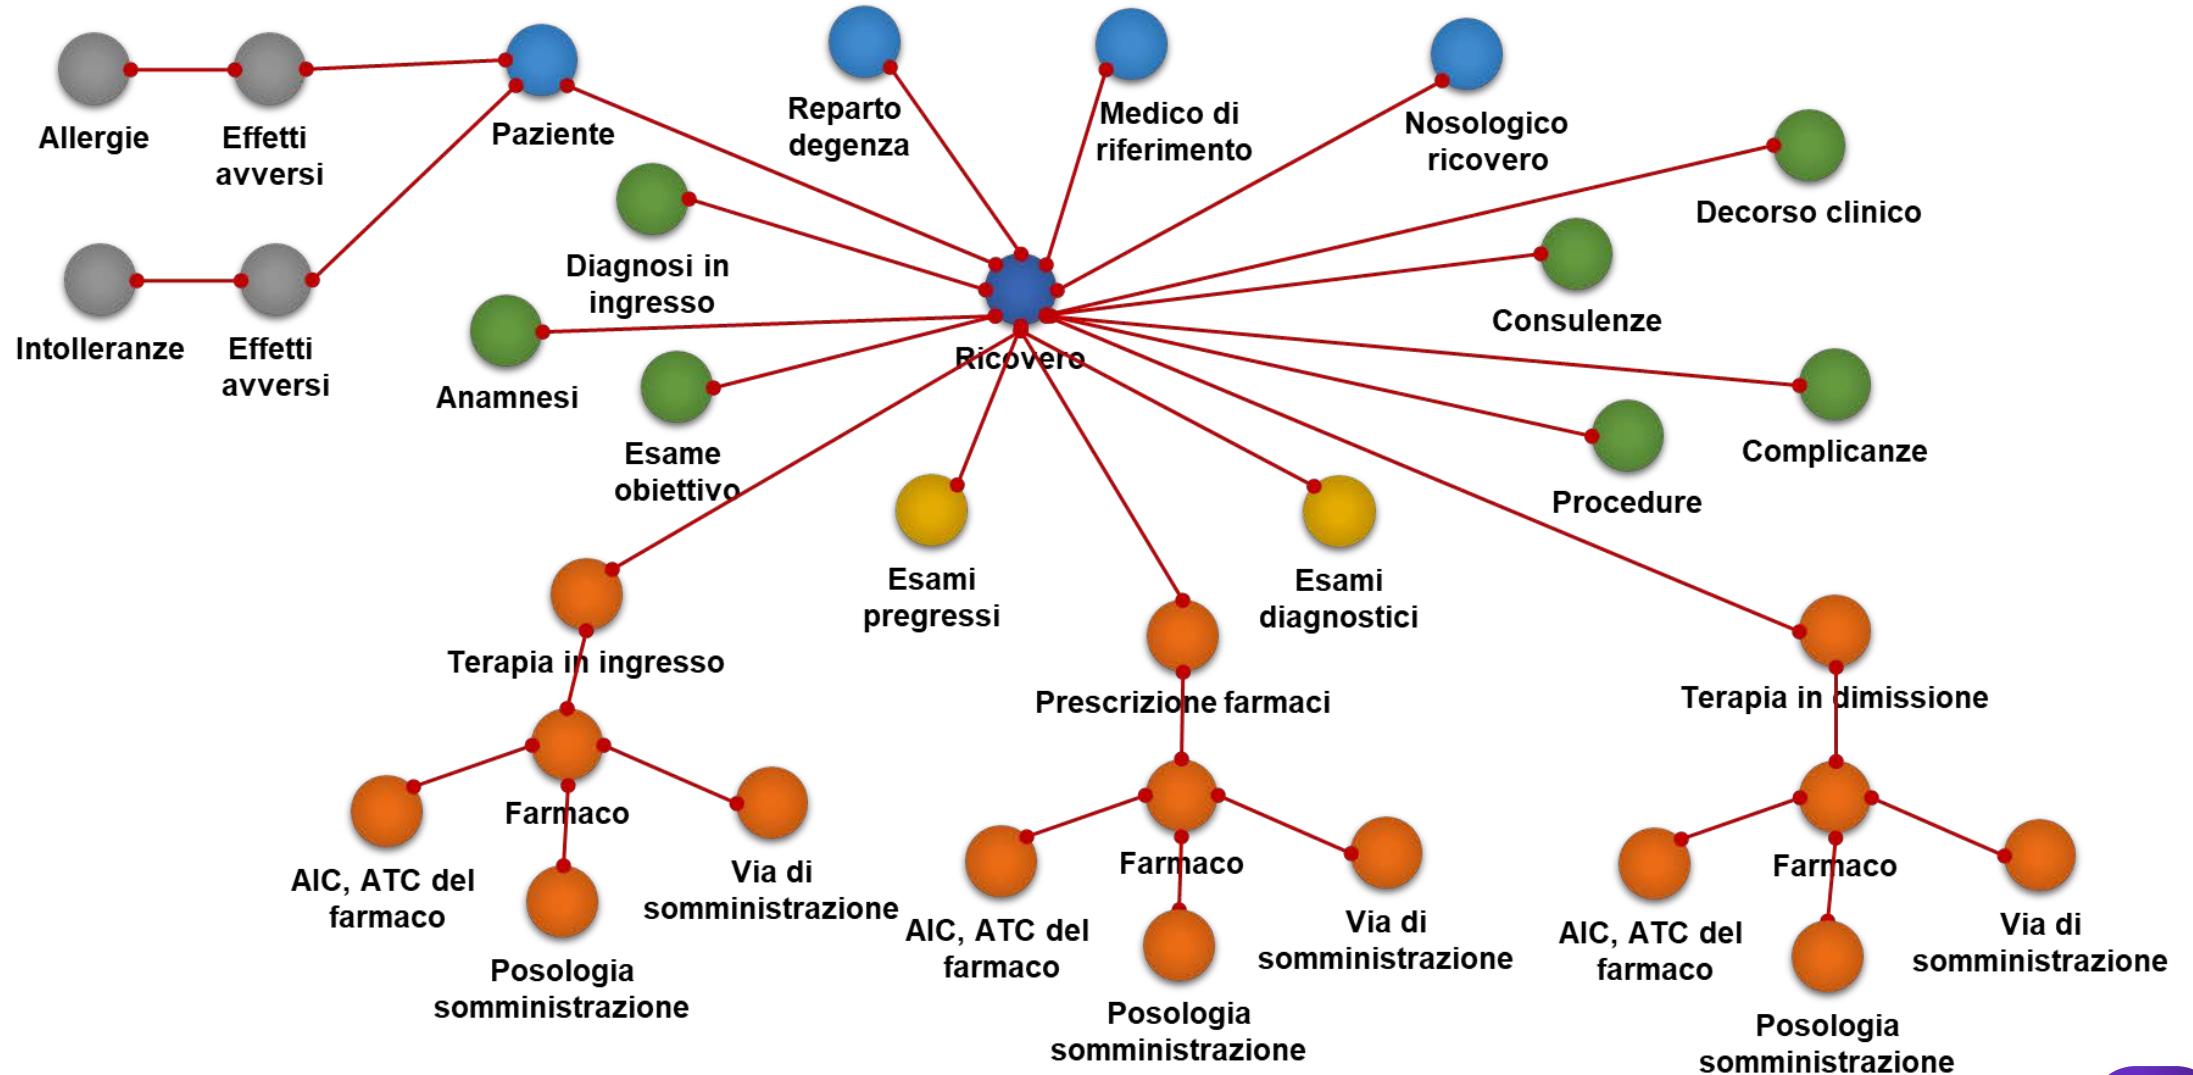 Allergie
Effetti
avversi
Paziente
Reparto
degenza
Medico di
riferimento
Nosologico
ricovero
Decorso clinico
Diagnosi in
ingresso
Consulenze
Intolleranze
Effetti
avversi
Ricovero
Anamnesi
Esame
obiettivo
Complicanze
Procedure
Esami
pregressi
Esami
diagnostici
Terapia in ingresso
Prescrizione farmaci
Terapia in dimissione
Farmaco
AIC, ATC del
farmaco
Via di
somministrazione
Posologia
somministrazione
Farmaco
AIC, ATC del
farmaco
Via di
somministrazione
Posologia
somministrazione
Farmaco
AIC, ATC del
farmaco
Via di
somministrazione
Posologia
somministrazione